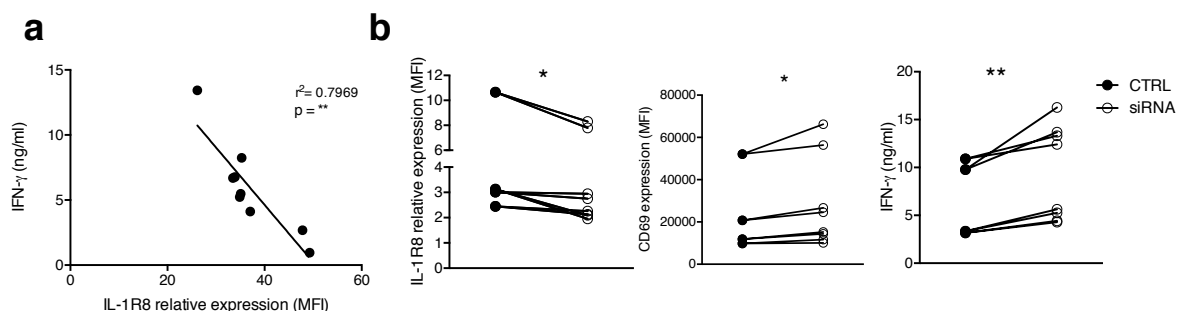 a
IFN-γ (ng/ml)
15
10
5
0
0 20 40 60
IL-1R8 relative expression (MFI)
r²= 0.7969
p = **
b
IL-1R8 relative expression (MFI)
12
10
8
6
4
3
2
1
0
*
CD69 expression (MFI)
80000
60000
40000
20000
0
*
IFN-γ (ng/ml)
20
15
10
5
0
**
CTRL
siRNA